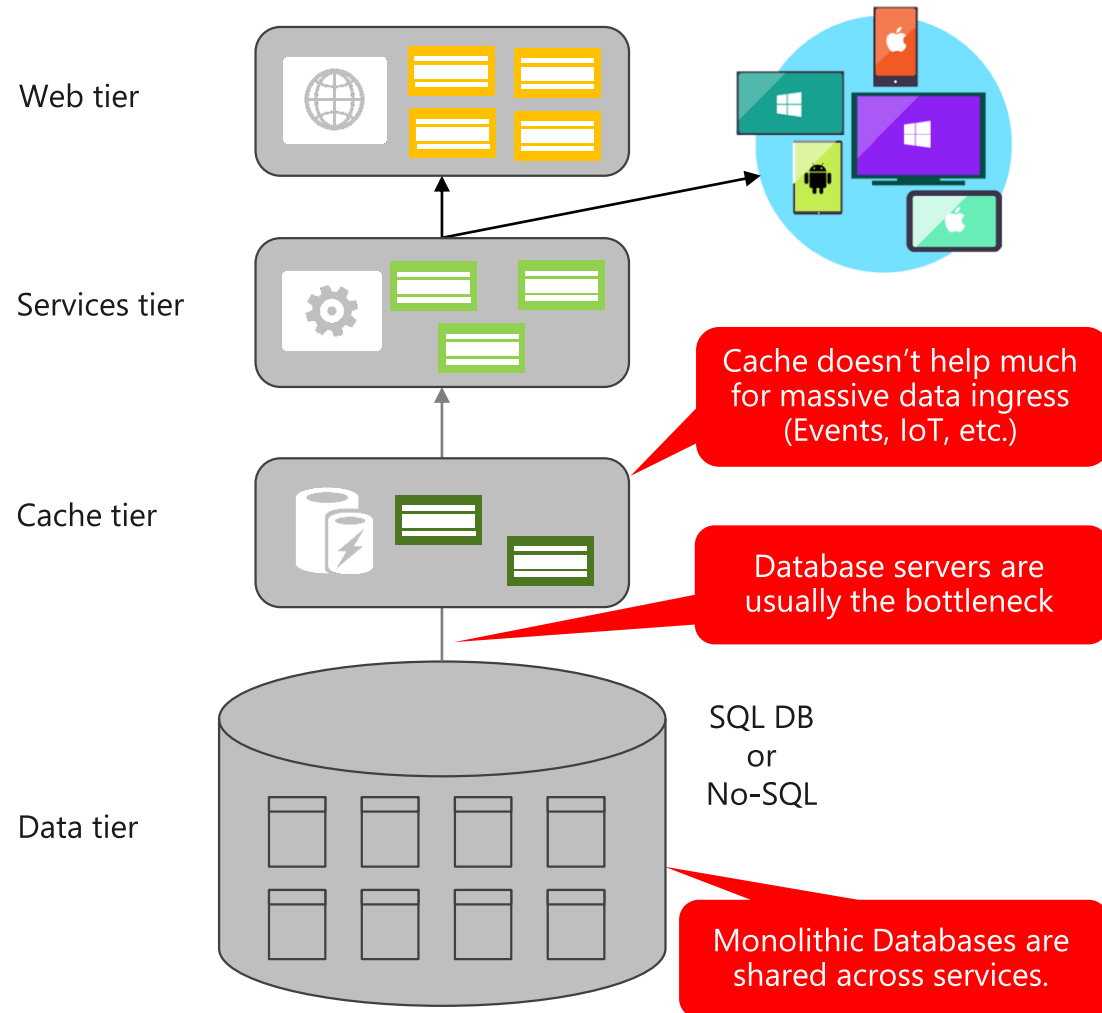 Web tier
Services tier
Cache doesn’t help much
for massive data ingress
(Events, IoT, etc.)
Cache tier
Database servers are
usually the bottleneck
SQL DB
or
No-SQL
Data tier
Monolithic Databases are
shared across services.